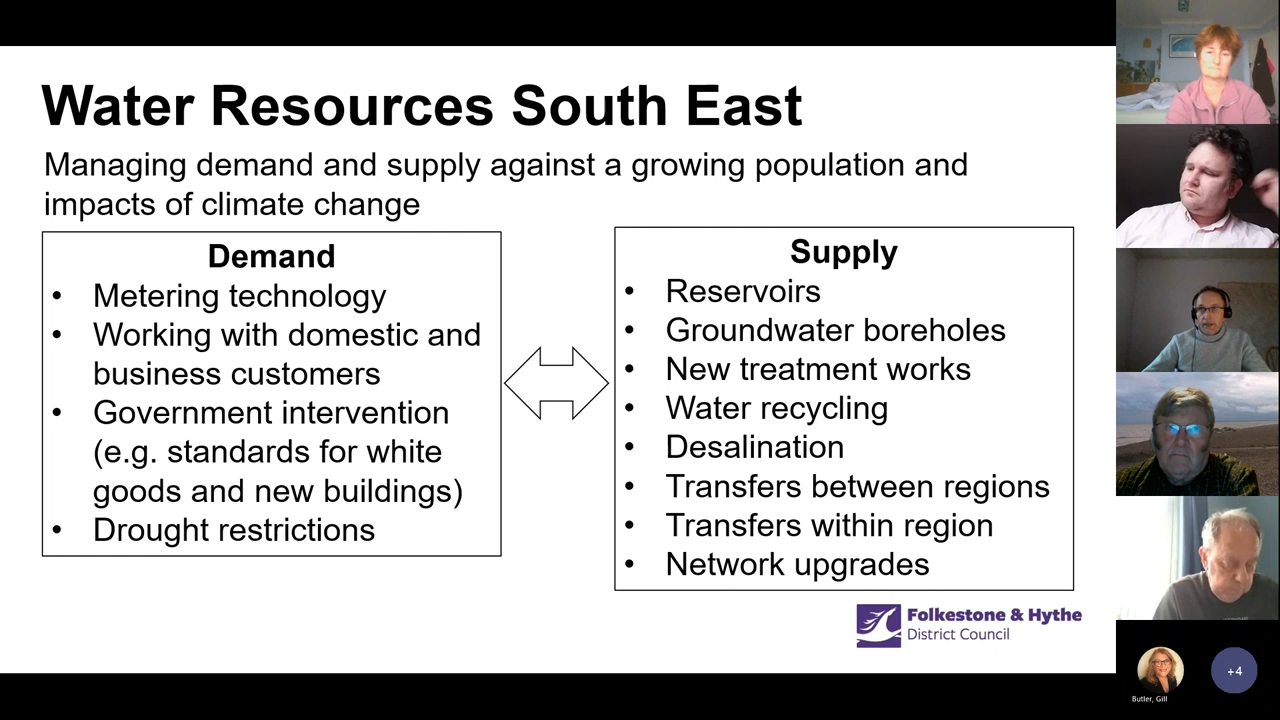 Water Resources South East
Managing demand and supply against a growing population and
impacts of climate change
Demand
• Metering technology
• Working with domestic and
business customers
• Government intervention
(e.g. standards for white
goods and new buildings)
• Drought restrictions
Supply
• Reservoirs
• Groundwater boreholes
• New treatment works
• Water recycling
• Desalination
• Transfers between regions
• Transfers within region
• Network upgrades
Folkestone & Hythe
District Council
Butler, Gill
+4